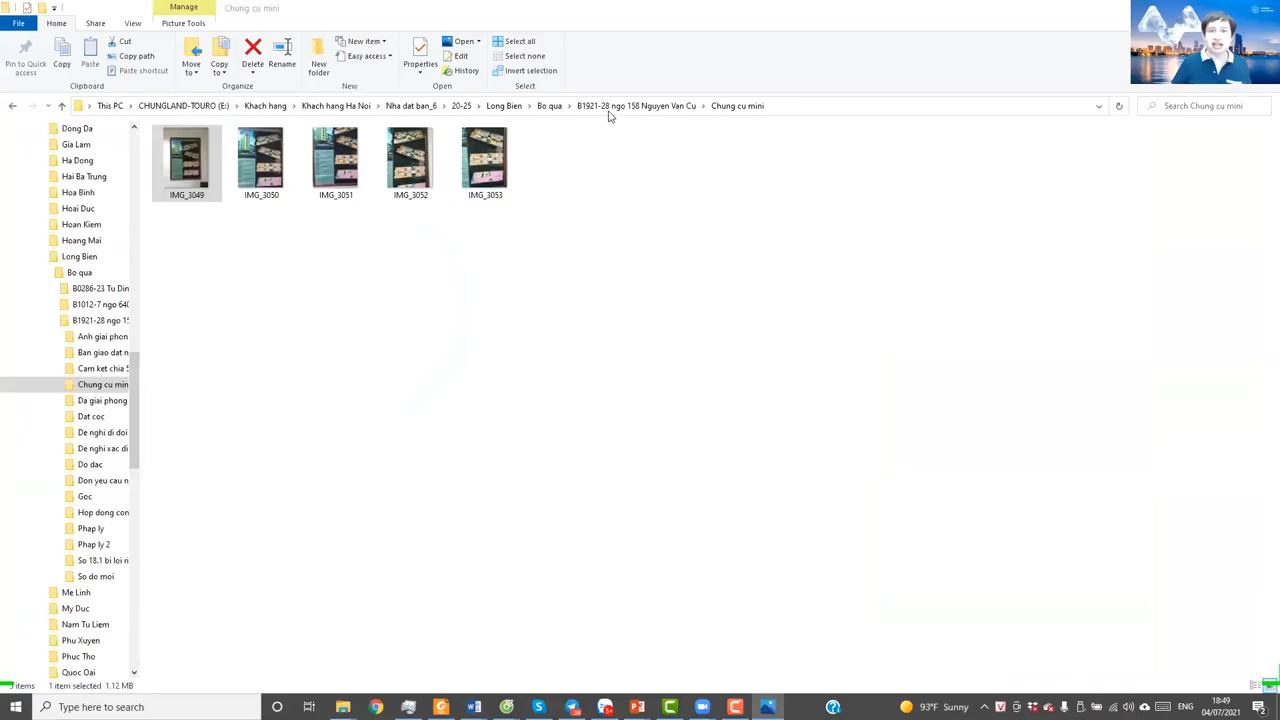 Manage
Chung cu mini
File
Home
Share
View
Picture Tools
Pin to Quick access
Copy
Paste
Cut
Copy path
Paste shortcut
Clipboard
Move to
Copy to
Delete
Rename
Organize
New folder
New item
Easy access
New
Properties
Open
Edit
History
Open
Select all
Select none
Invert selection
Select
This PC
CHUNGLAND-TOURO (E:)
Khach hang
Khach hang Ha Noi
Nha dat ban_6
20-25
Long Bien
Bo qua
B1921-28 ngo 158 Nguyen Van Cu
Chung cu mini
Search Chung cu mini
Dong Da
Gia Lam
Ha Dong
Hai Ba Trung
Hoa Binh
Hoai Duc
Hoan Kiem
Hoang Mai
Long Bien
Bo qua
B0286-23 Tu Din
B1012-7 ngo 640
B1921-28 ngo 15
Anh giai phon
Ban giao dat n
Cam ket chia 5
Chung cu min
Da giai phong
Dat coc
De nghi di doi
De nghi xac di
Do dac
Don yeu cau n
Goc
Hop dong con
Phap ly
Phap ly 2
So 18.1 bi loi ri
So do moi
Me Linh
My Duc
Nam Tu Liem
Phu Xuyen
Phuc Tho
Quoc Oai
IMG_3049
IMG_3050
IMG_3051
IMG_3052
IMG_3053
5 items
1 item selected 1.12 MB
Type here to search
93°F Sunny
18:49
04/07/2021